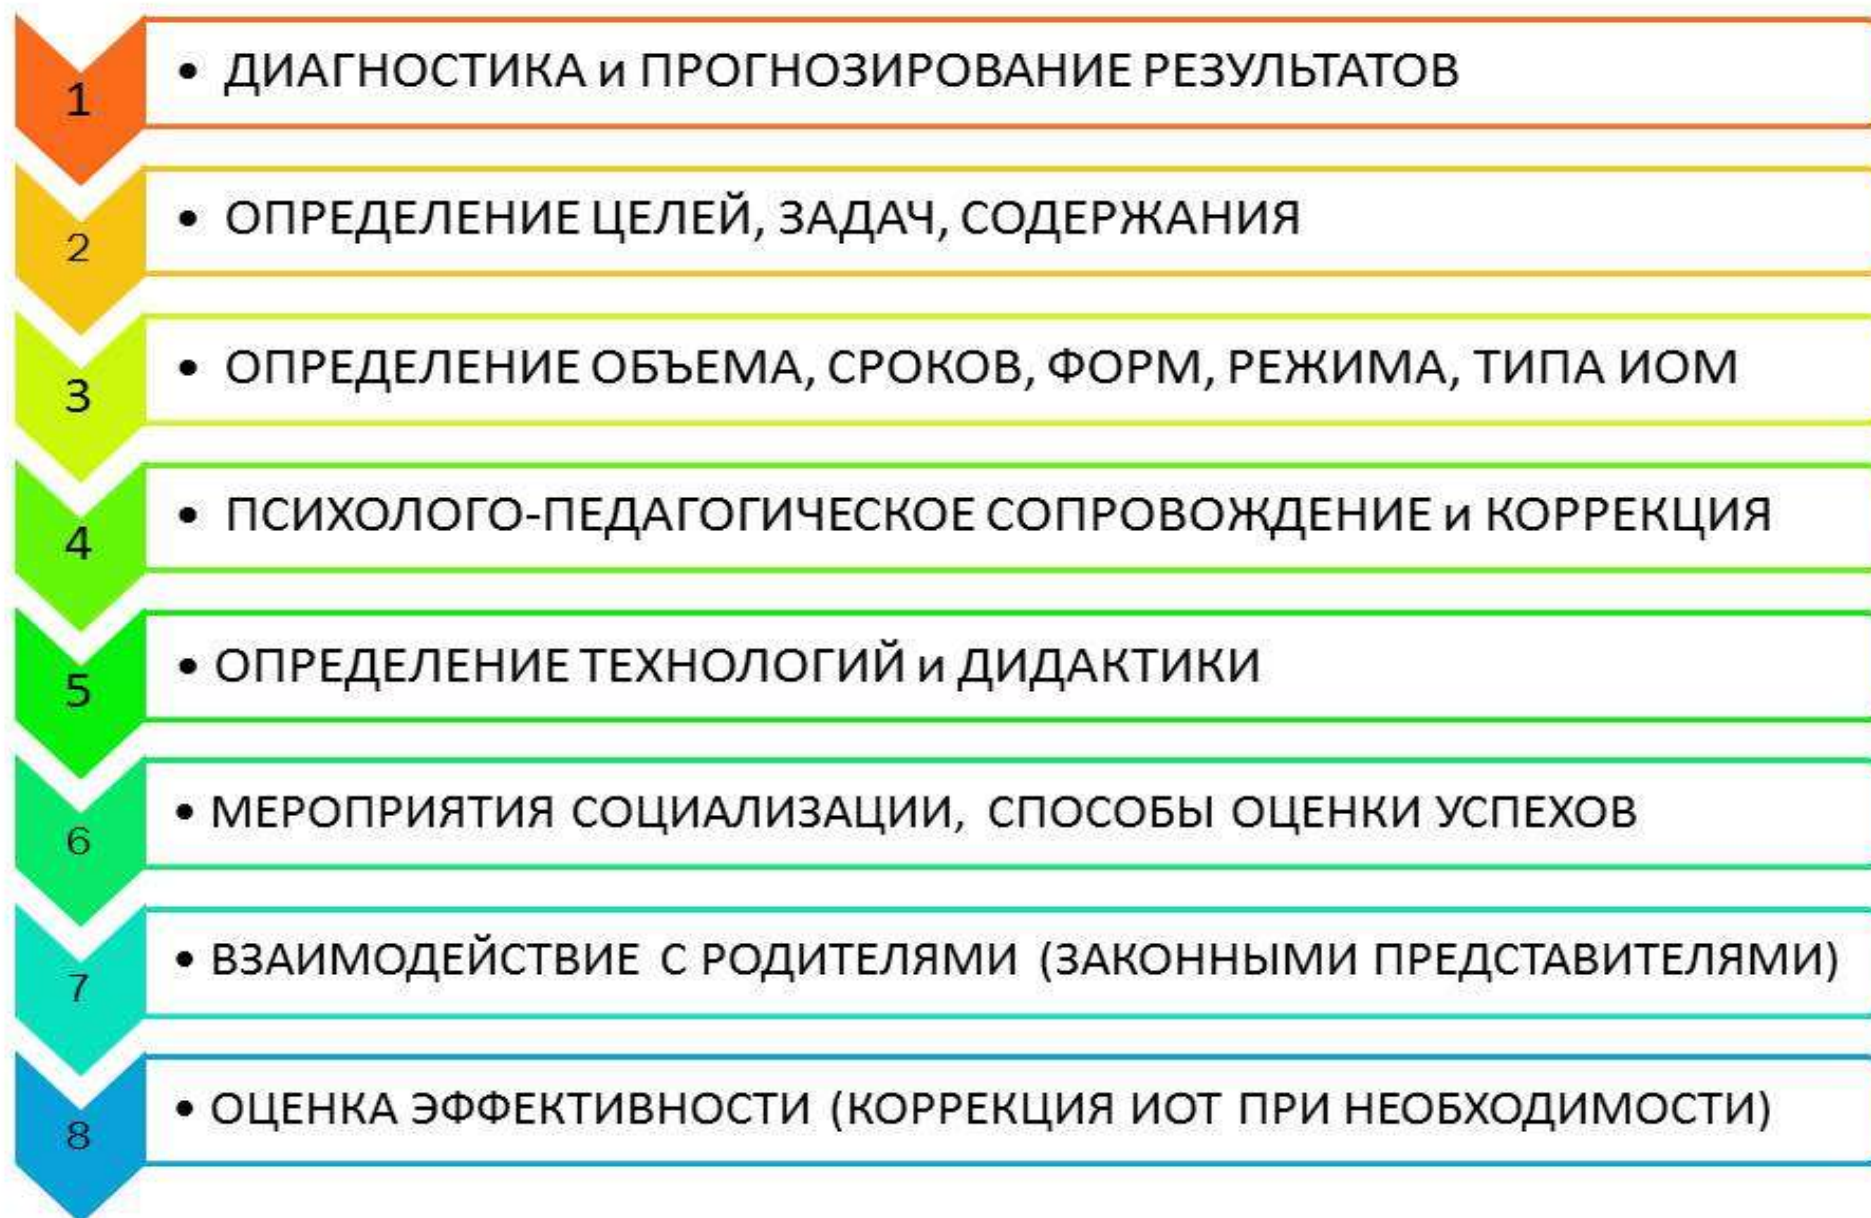 1
• ДИАГНОСТИКА и ПРОГНОЗИРОВАНИЕ РЕЗУЛЬТАТОВ
2
• ОПРЕДЕЛЕНИЕ ЦЕЛЕЙ, ЗАДАЧ, СОДЕРЖАНИЯ
3
• ОПРЕДЕЛЕНИЕ ОБЪЕМА, СРОКОВ, ФОРМ, РЕЖИМА, ТИПА ИОМ
4
• ПСИХОЛОГО-ПЕДАГОГИЧЕСКОЕ СОПРОВОЖДЕНИЕ и КОРРЕКЦИЯ
5
• ОПРЕДЕЛЕНИЕ ТЕХНОЛОГИЙ и ДИДАКТИКИ
6
• МЕРОПРИЯТИЯ СОЦИАЛИЗАЦИИ, СПОСОБЫ ОЦЕНКИ УСПЕХОВ
7
• ВЗАИМОДЕЙСТВИЕ С РОДИТЕЛЯМИ (ЗАКОННЫМИ ПРЕДСТАВИТЕЛЯМИ)
8
• ОЦЕНКА ЭФФЕКТИВНОСТИ (КОРРЕКЦИЯ ИОТ ПРИ НЕОБХОДИМОСТИ)